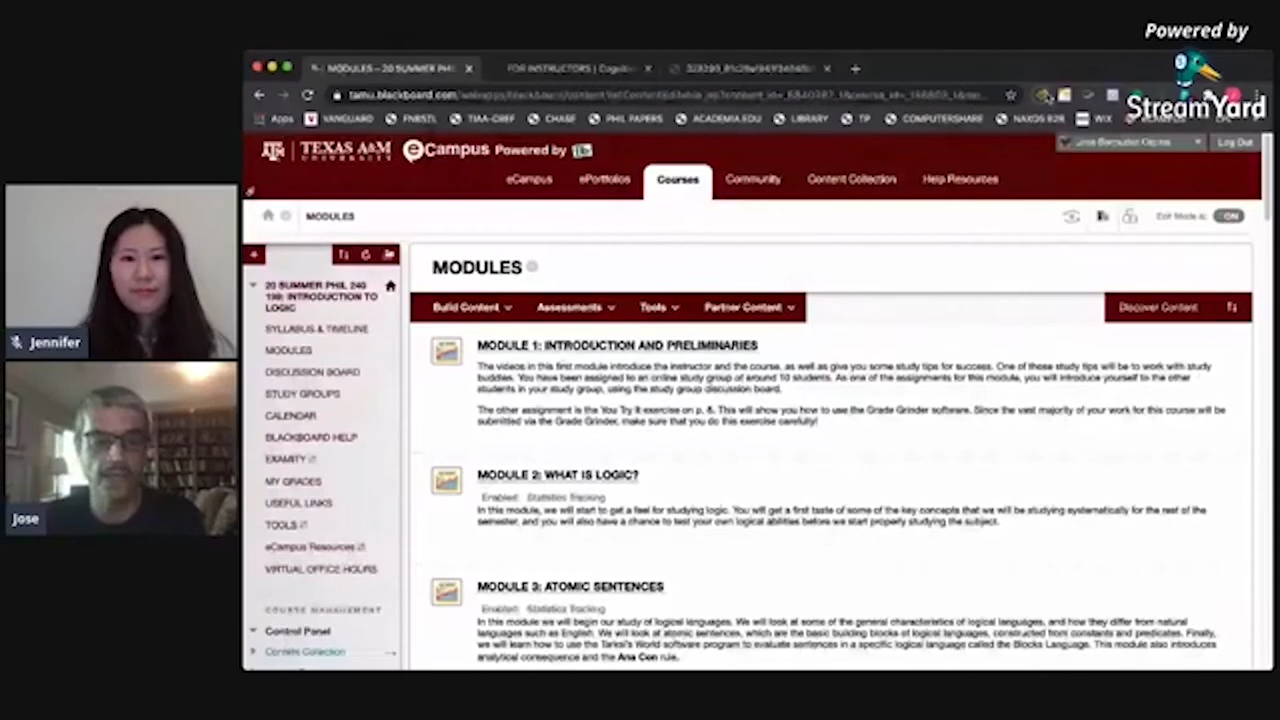 Powered by
StreamYard
MODULES – 20 SUMMER PHIL
FOR INSTRUCTORS | Cogniti
tamu.blackboard.com
Apps VANGUARD FNBSTL TIAA-CREF CHASE PHIL PAPERS ACADEMIA.EDU LIBRARY TP COMPUTERSHARE NAXOS B2R WIX
TEXAS A&M UNIVERSITY eCampus Powered by
Log Out
eCampus ePortfolios Courses Community Content Collection Help Resources
MODULES
Edit Mode is: ON
20 SUMMER PHIL 240
199: INTRODUCTION TO
LOGIC
SYLLABUS & TIMELINE
MODULES
DISCUSSION BOARD
STUDY GROUPS
CALENDAR
BLACKBOARD HELP
EXAMITY
MY GRADES
USEFUL LINKS
TOOLS
eCampus Resources
VIRTUAL OFFICE HOURS
COURSE MANAGEMENT
Control Panel
Content Collection
MODULES
Build Content Assessments Tools Partner Content Discover Content
MODULE 1: INTRODUCTION AND PRELIMINARIES
The videos in this first module introduce the instructor and the course, as well as give you some study tips for success. One of those study tips will be to work with study
buddies. You have been assigned to an online study group of around 10 students. As one of the assignments for this module, you will introduce yourself to the other
students in your study group, using the study group discussion board.
The other assignment is the You Try It exercise on p. 8. This will show you how to use the Grade Grinder software. Since the vast majority of your work for this course will be
submitted via the Grade Grinder, make sure that you do this exercise carefully!
MODULE 2: WHAT IS LOGIC?
Enabled: Statistics Tracking
In this module, we will start to get a feel for studying logic. You will get a first taste of some of the key concepts that we will be studying systematically for the rest of the
semester, and you will also have a chance to test your own logical abilities before we start properly studying the subject.
MODULE 3: ATOMIC SENTENCES
Enabled: Statistics Tracking
In this module we will begin our study of logical languages. We will look at some of the general characteristics of logical languages, and how they differ from natural
languages such as English. We will look at atomic sentences, which are the basic building blocks of logical languages, constructed from constants and predicates. Finally,
we will learn how to use the Tarski's World software program to evaluate sentences in a specific logical language called the Blocks Language. This module also introduces
analytical consequence and the Ana Con rule.
Jennifer
Jose